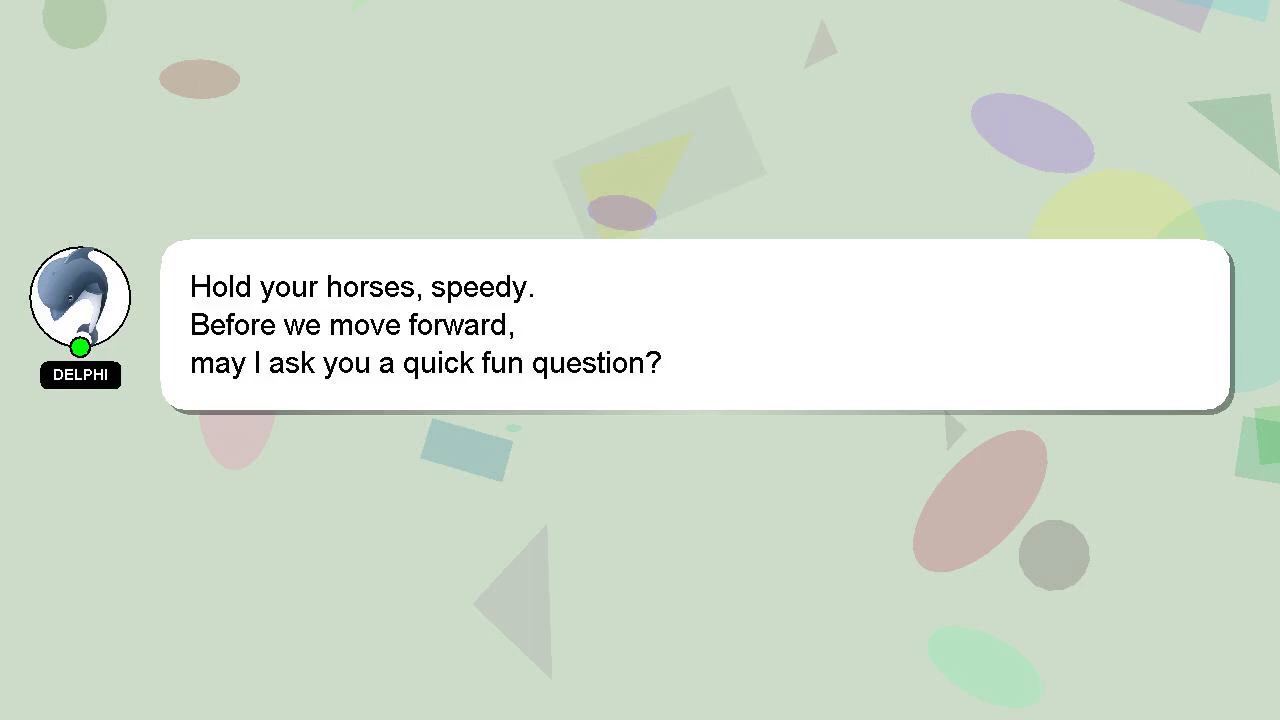 Hold your horses, speedy.
Before we move forward,
may I ask you a quick fun question?
DELPHI